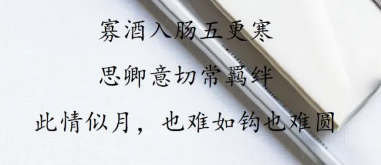 寡酒入肠五更寒
思卿意切常羁绊
此情似月，也难如钩也难圆